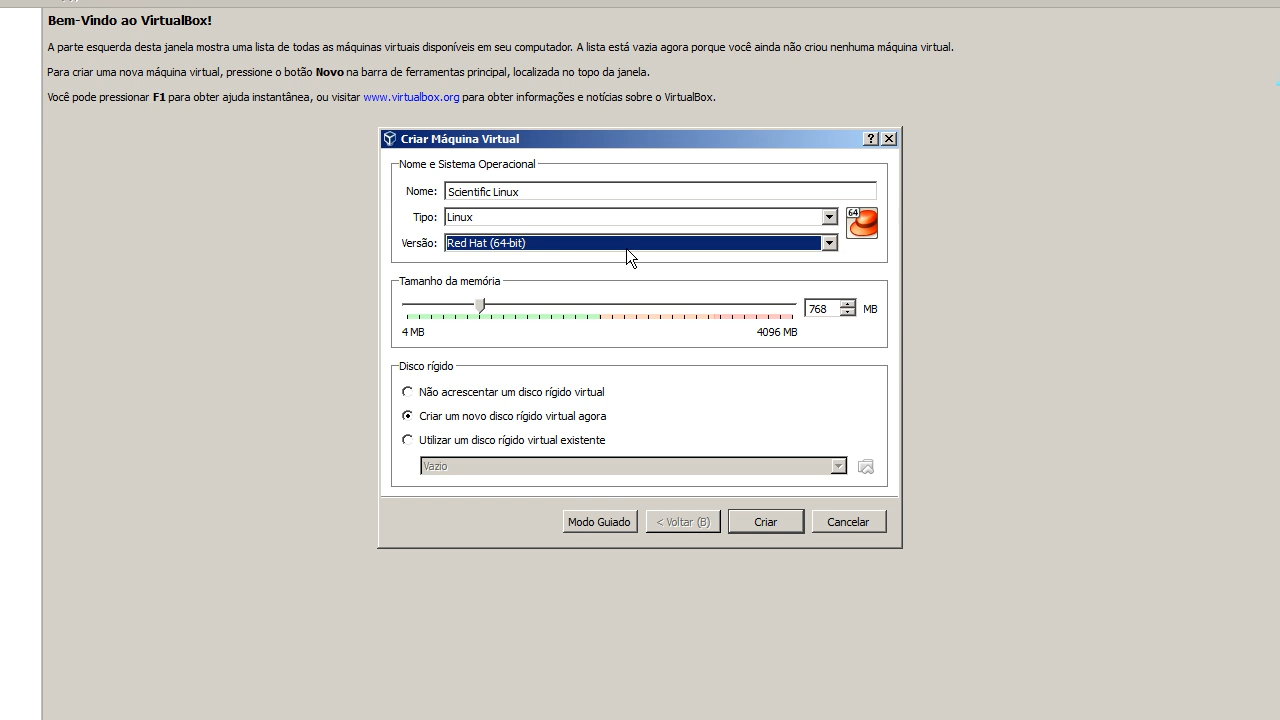 Bem-Vindo ao VirtualBox!
A parte esquerda desta janela mostra uma lista de todas as máquinas virtuais disponíveis em seu computador. A lista está vazia agora porque você ainda não criou nenhuma máquina virtual.
Para criar uma nova máquina virtual, pressione o botão Novo na barra de ferramentas principal, localizada no topo da janela.
Você pode pressionar F1 para obter ajuda instantânea, ou visitar www.virtualbox.org para obter informações e notícias sobre o VirtualBox.
Criar Máquina Virtual
Nome e Sistema Operacional
Nome: Scientific Linux
Tipo: Linux
64
Versão: Red Hat (64-bit)
Tamanho da memória
768 MB
4 MB 4096 MB
Disco rígido
Não acrescentar um disco rígido virtual
Criar um novo disco rígido virtual agora
Utilizar um disco rígido virtual existente
Vazio
Modo Guiado < Voltar (B) Criar Cancelar